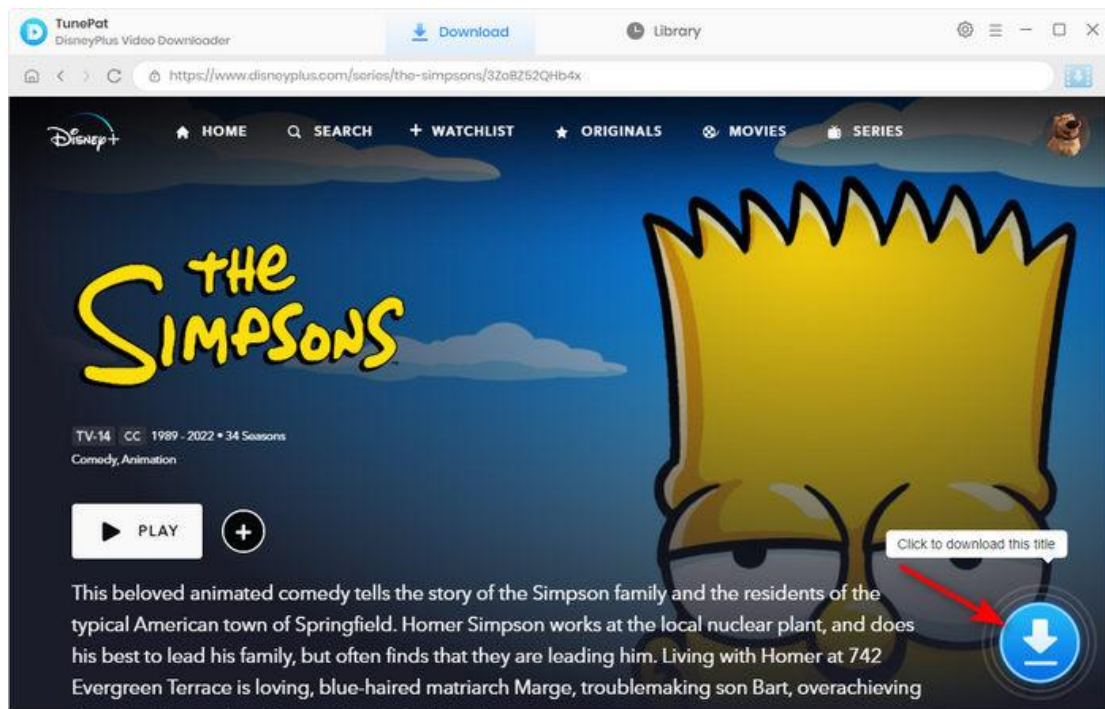 TunePat
DisneyPlus Video Downloader
Download
Library
https://www.disneyplus.com/series/the-simpsons/3ZoBZ52QHb4x
Disney+
HOME
SEARCH
WATCHLIST
ORIGINALS
MOVIES
SERIES
THE
SIMPSONS
TV-14 CC 1989 - 2022 • 34 Seasons
Comedy, Animation
PLAY
Click to download this title
This beloved animated comedy tells the story of the Simpson family and the residents of the
typical American town of Springfield. Homer Simpson works at the local nuclear plant, and does
his best to lead his family, but often finds that they are leading him. Living with Homer at 742
Evergreen Terrace is loving, blue-haired matriarch Marge, troublemaking son Bart, overachieving